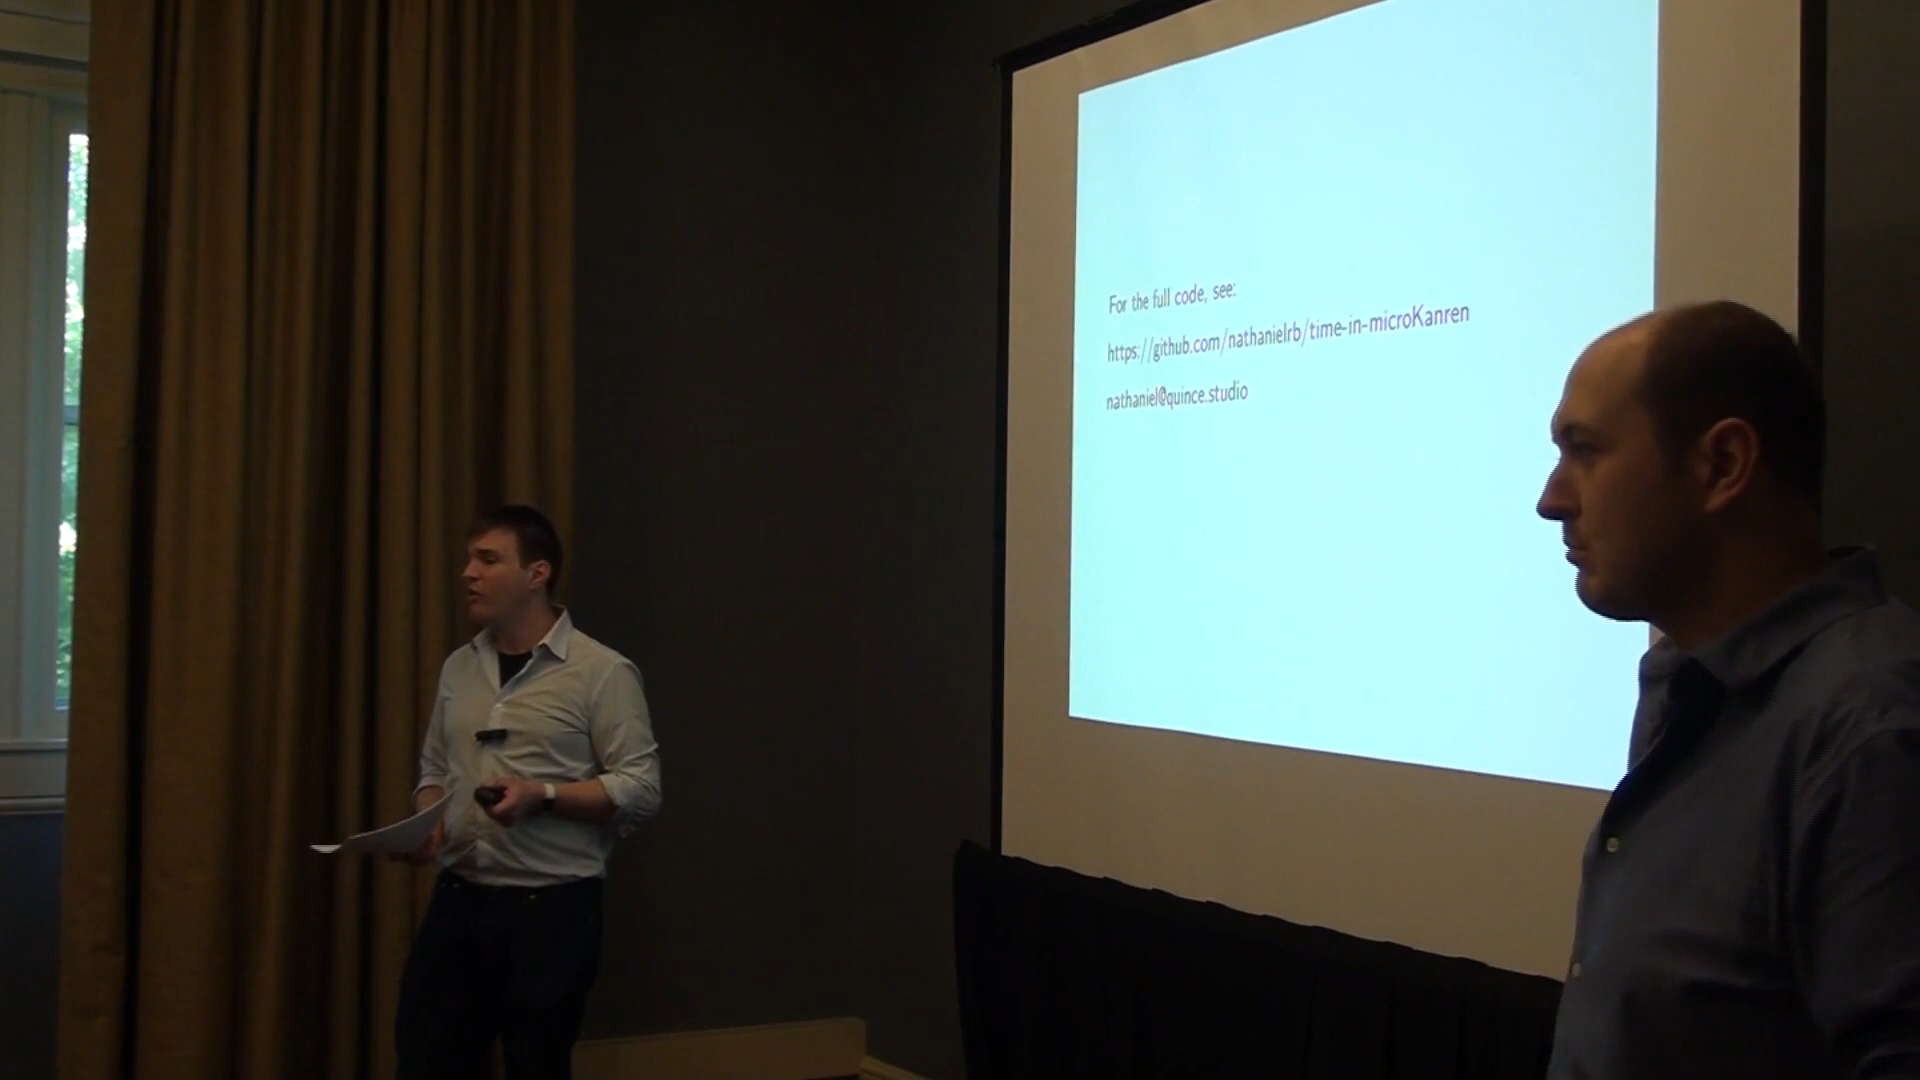 For the full code, see:
https://github.com/nathanielrb/time-in-microKanren
nathaniel@quince.studio